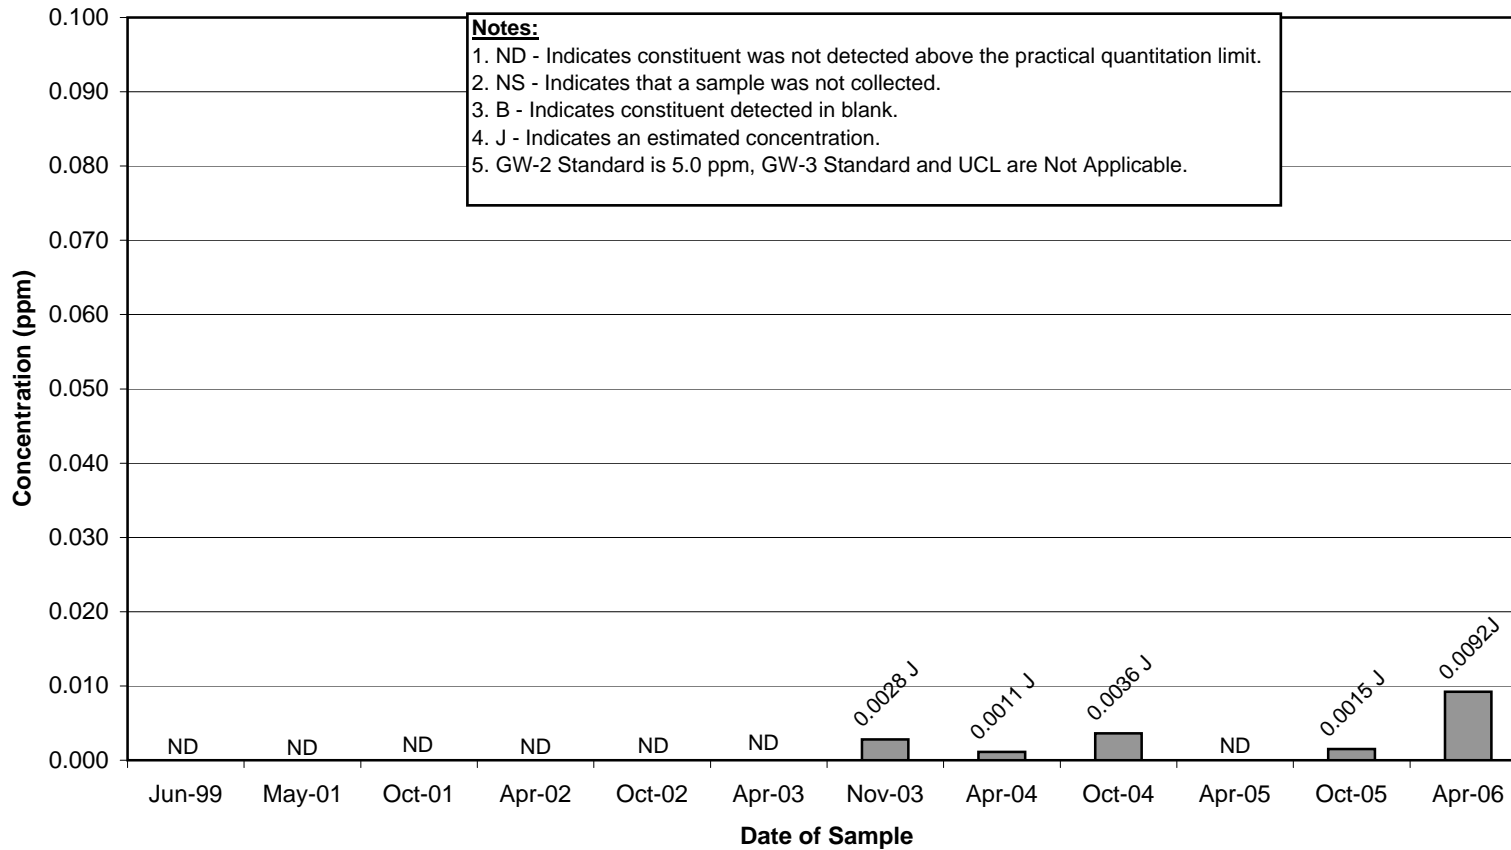 Notes:
1. ND - Indicates constituent was not detected above the practical quantitation limit.
2. NS - Indicates that a sample was not collected.
3. B - Indicates constituent detected in blank.
4. J - Indicates an estimated concentration.
5. GW-2 Standard is 5.0 ppm, GW-3 Standard and UCL are Not Applicable.
Concentration (ppm)
0.100
0.090
0.080
0.070
0.060
0.050
0.040
0.030
0.020
0.010
0.000
ND
ND
ND
ND
ND
ND
0.0028 J
0.0011 J
0.0036 J
ND
0.0015 J
0.0092J
Jun-99 May-01 Oct-01 Apr-02 Oct-02 Apr-03 Nov-03 Apr-04 Oct-04 Apr-05 Oct-05 Apr-06
Date of Sample